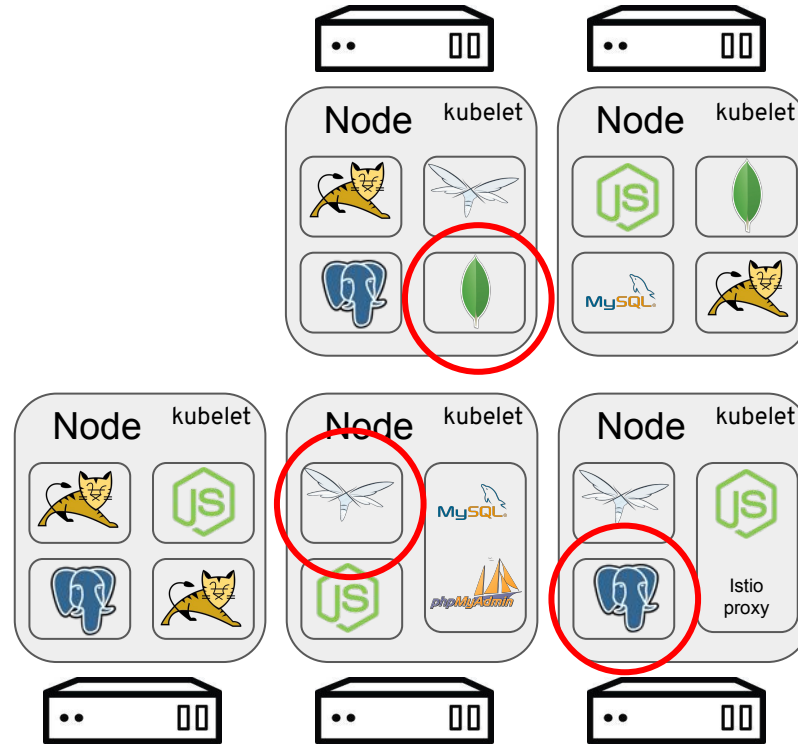 Node kubelet
Node kubelet
JS
MySQL.
Node kubelet
Node kubelet
Node kubelet
JS
MySQL.
JS
JS
phpMyAdmin
Istio
proxy